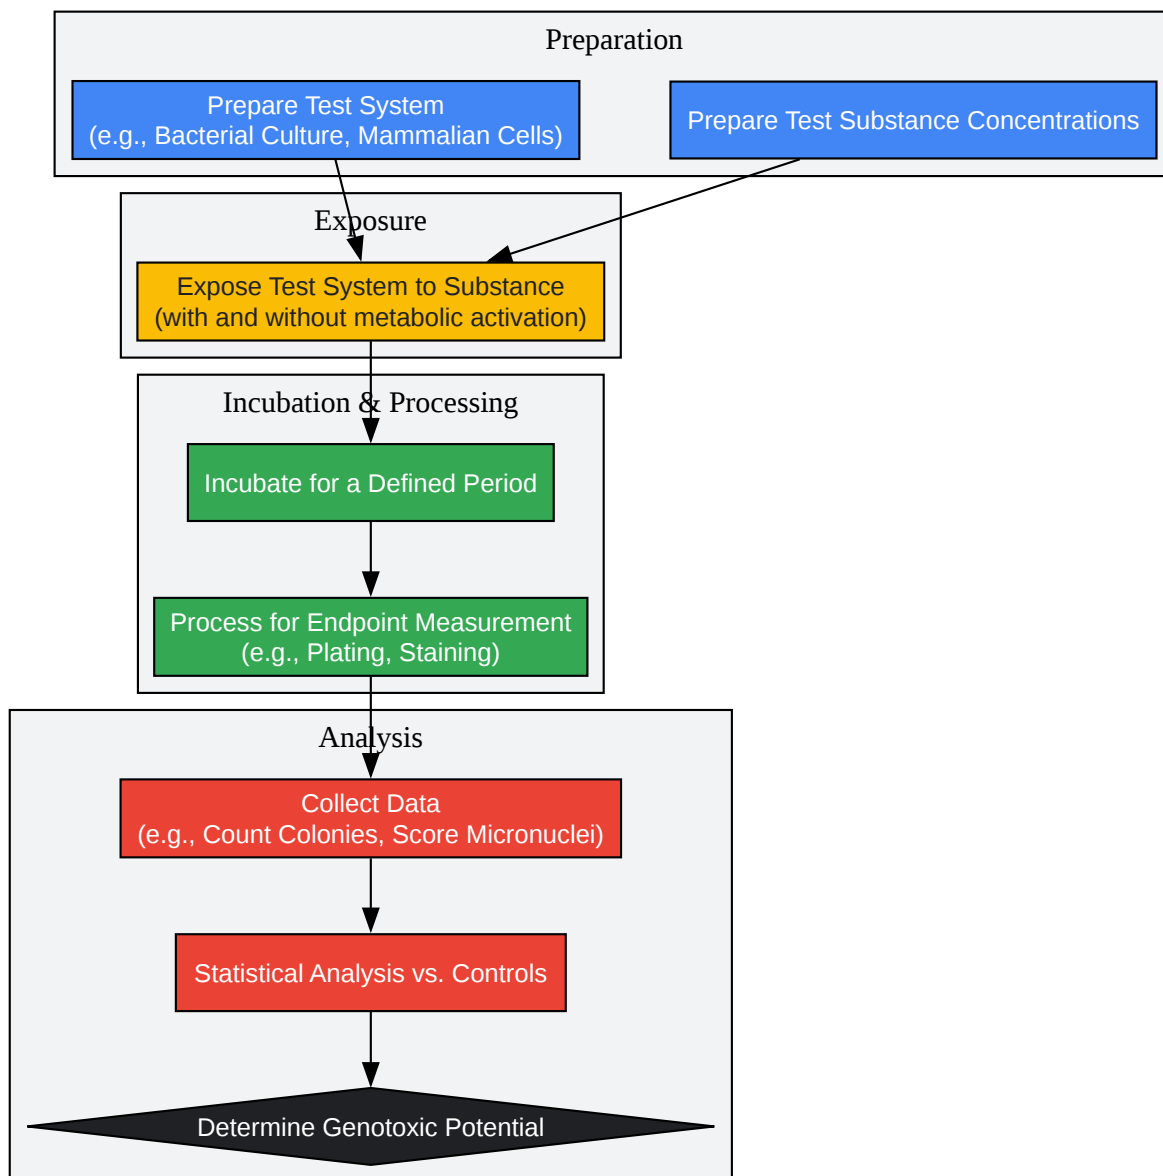 Preparation
Prepare Test System
(e.g., Bacterial Culture, Mammalian Cells)
Prepare Test Substance Concentrations
Exposure
Expose Test System to Substance
(with and without metabolic activation)
Incubation & Processing
Incubate for a Defined Period
Process for Endpoint Measurement
(e.g., Plating, Staining)
Analysis
Collect Data
(e.g., Count Colonies, Score Micronuclei)
Statistical Analysis vs. Controls
Determine Genotoxic Potential